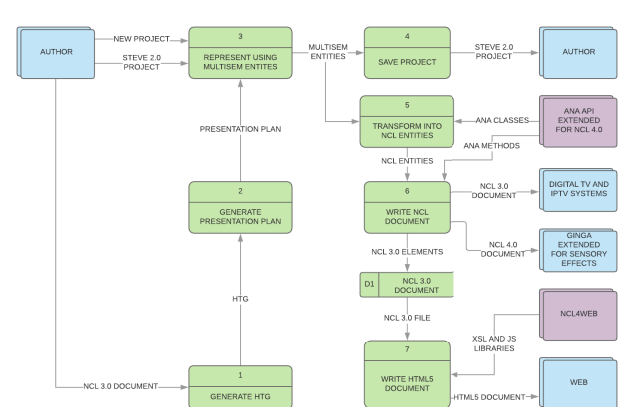 AUTHOR
NEW PROJECT
STEVE 2.0
PROJECT
3
REPRESENT USING
MULTISEM ENTITES
MULTISEM
ENTITIES
4
SAVE PROJECT
STEVE 2.0
PROJECT
AUTHOR
5
TRANSFORM INTO
NCL ENTITIES
ANA CLASSES
ANA API
EXTENDED
FOR NCL 4.0
ANA METHODS
PRESENTATION PLAN
NCL ENTITIES
2
GENERATE
PRESENTATION PLAN
6
WRITE NCL
DOCUMENT
NCL 3.0
DOCUMENT
DIGITAL TV AND
IPTV SYSTEMS
NCL 4.0
DOCUMENT
GINGA
EXTENDED
FOR SENSORY
EFFECTS
NCL 3.0 ELEMENTS
D1
NCL 3.0
DOCUMENT
HTG
NCL 3.0 FILE
NCL4WEB
XSL AND JS
LIBRARIES
1
GENERATE HTG
NCL 3.0 DOCUMENT
7
WRITE HTML5
DOCUMENT
HTML5 DOCUMENT
WEB